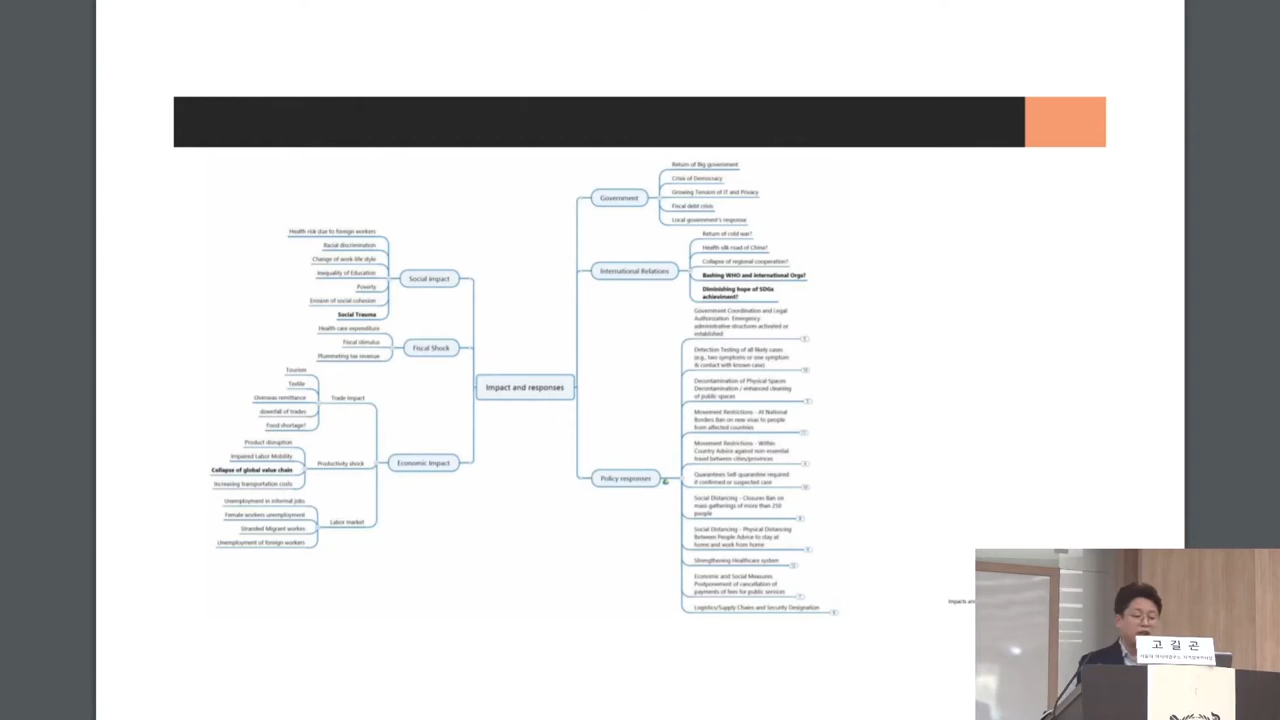 Return of Big government
Crisis of Democracy
Growing Tension of IT and Privacy
Fiscal debt crisis
Local government's response
Government
Return of cold war?
Health silk road of China?
Collapse of regional cooperation?
Bashing WHO and international Orgs?
Diminishing hope of SDGs
achieviment?
International Relations
Health risk due to foreign workers
Racial discrimination
Change of work-life style
Inequality of Education
Poverty
Erosion of social cohesion
Social Trauma
Social impact
Health care expenditure
Fiscal stimulus
Plummeting tax revenue
Fiscal Shock
Impact and responses
Tourism
Textile
Overseas remittance
downfall of trades
Food shortage?
Trade Impact
Product disruption
Impaired Labor Mobility
Collapse of global value chain
Increasing transportation costs
Productivity shock
Economic Impact
Unemployment in informal jobs
Female workers unemployment
Stranded Migrant workes
Unemployment of foreign workers
Labor market
Policy responses
Government Coordination and Legal
Authorization Emergency
administrative structures activated or
established
Detection Testing of all likely cases
(e.g., two symptoms or one symptom
& contact with known case)
Decontamination of Physical Spaces
Decontamination / enhanced cleaning
of public spaces
Movement Restrictions - At National
Borders Ban on new visas to people
from affected countries
Movement Restrictions - Within
Country Advice against non-essential
travel between cities/provinces
Quarantines Self-quarantine required
if confirmed or suspected case
Social Distancing - Closures Ban on
mass gatherings of more than 250
people
Social Distancing - Physical Distancing
Between People Advice to stay at
home and work from home
Strengthening Healthcare system
Economic and Social Measures
Postponement of cancellation of
payments of fees for public services
Logistics/Supply Chains and Security Designation
Impacts an
고길곤